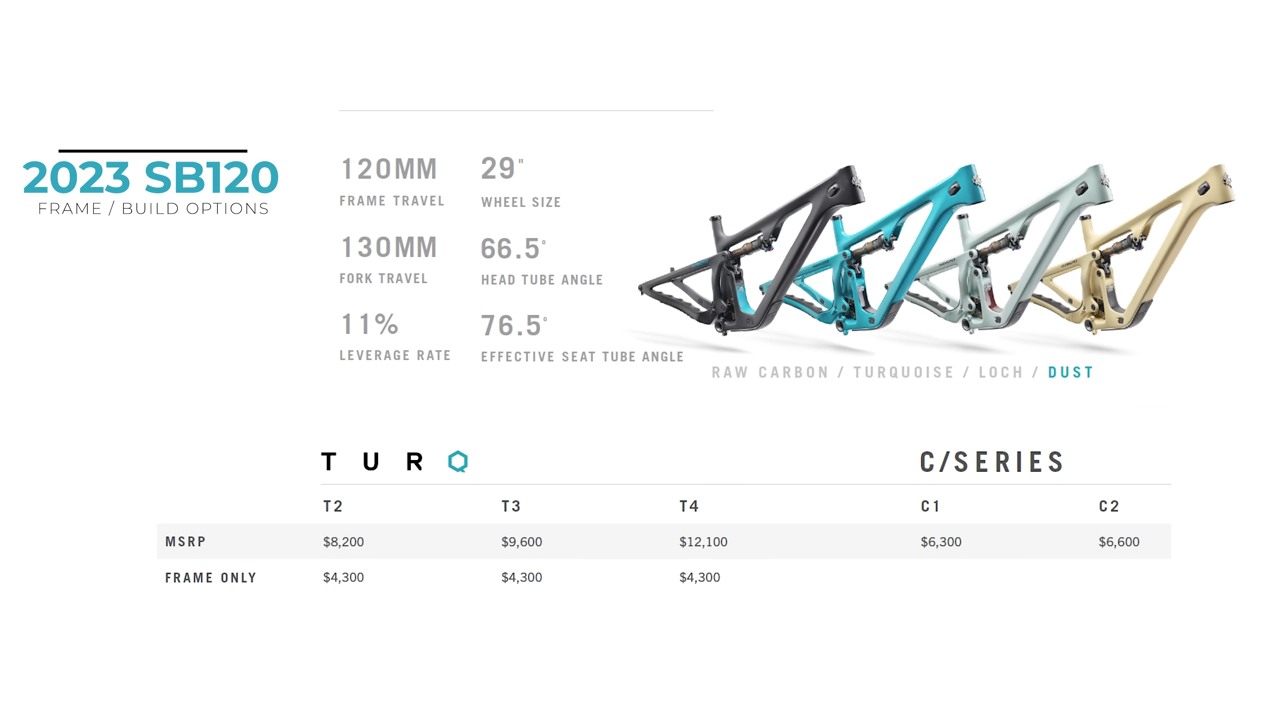 2023 SB120
FRAME / BUILD OPTIONS
120MM 29"
FRAME TRAVEL WHEEL SIZE
130MM 66.5°
FORK TRAVEL HEAD TUBE ANGLE
11% 76.5°
LEVERAGE RATE EFFECTIVE SEAT TUBE ANGLE
RAW CARBON / TURQUOISE / LOCH / DUST
TURQ C/SERIES
T2 T3 T4 C1 C2
MSRP $8,200 $9,600 $12,100 $6,300 $6,600
FRAME ONLY $4,300 $4,300 $4,300